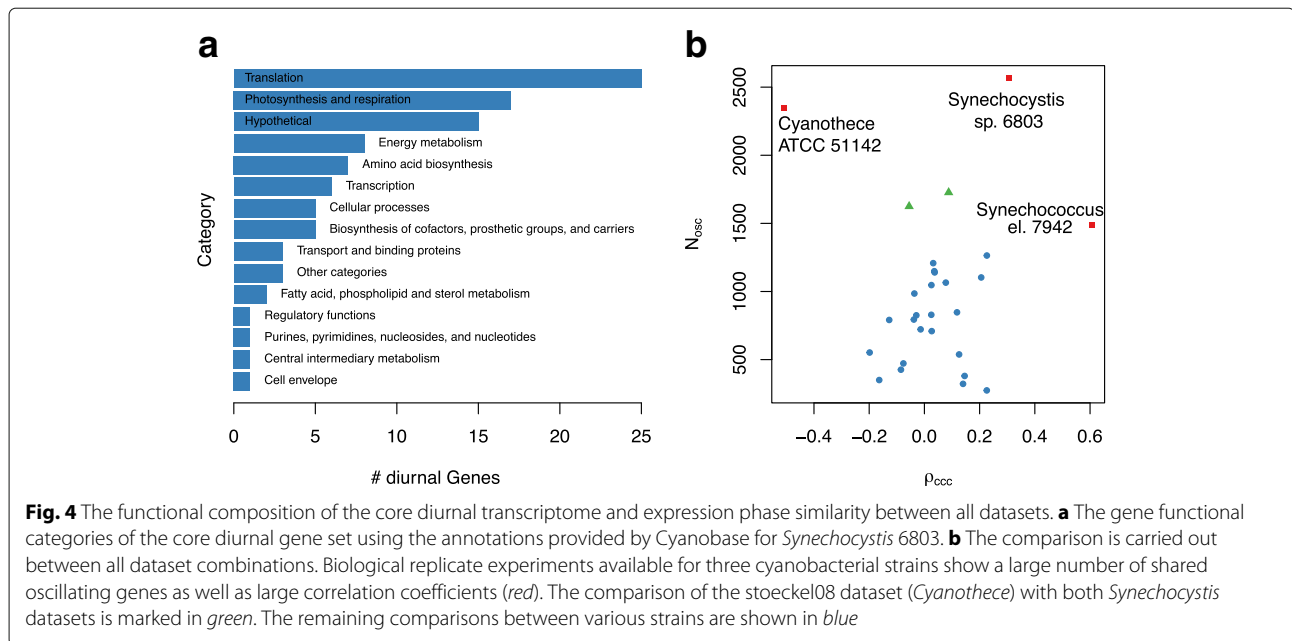 a
Translation
Photosynthesis and respiration
Hypothetical
Energy metabolism
Amino acid biosynthesis
Transcription
Cellular processes
Biosynthesis of cofactors, prosthetic groups, and carriers
Transport and binding proteins
Other categories
Fatty acid, phospholipid and sterol metabolism
Regulatory functions
Purines, pyrimidines, nucleosides, and nucleotides
Central intermediary metabolism
Cell envelope
Category
0 5 10 15 20 25
# diurnal Genes
b
2500
2000
1500
1000
500
Nosc
Synechocystis
sp. 6803
Cyanothece
ATCC 51142
Synechococcus
el. 7942
−0.4 −0.2 0.0 0.2 0.4 0.6
ρccc
Fig. 4 The functional composition of the core diurnal transcriptome and expression phase similarity between all datasets. a The gene functional
categories of the core diurnal gene set using the annotations provided by Cyanobase for Synechocystis 6803. b The comparison is carried out
between all dataset combinations. Biological replicate experiments available for three cyanobacterial strains show a large number of shared
oscillating genes as well as large correlation coefficients (red). The comparison of the stoeckel08 dataset (Cyanothece) with both Synechocystis
datasets is marked in green. The remaining comparisons between various strains are shown in blue